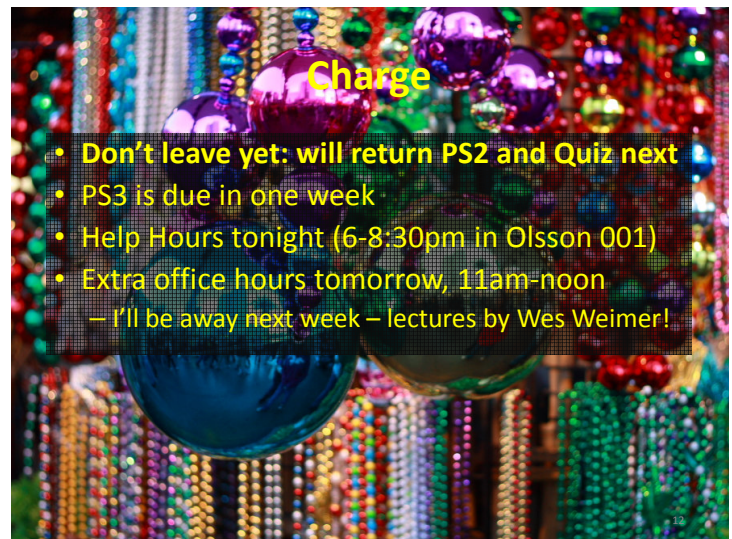 Charge
• Don’t leave yet: will return PS2 and Quiz next
• PS3 is due in one week
• Help Hours tonight (6-8:30pm in Olsson 001)
• Extra office hours tomorrow, 11am-noon
– I’ll be away next week – lectures by Wes Weimer!
12